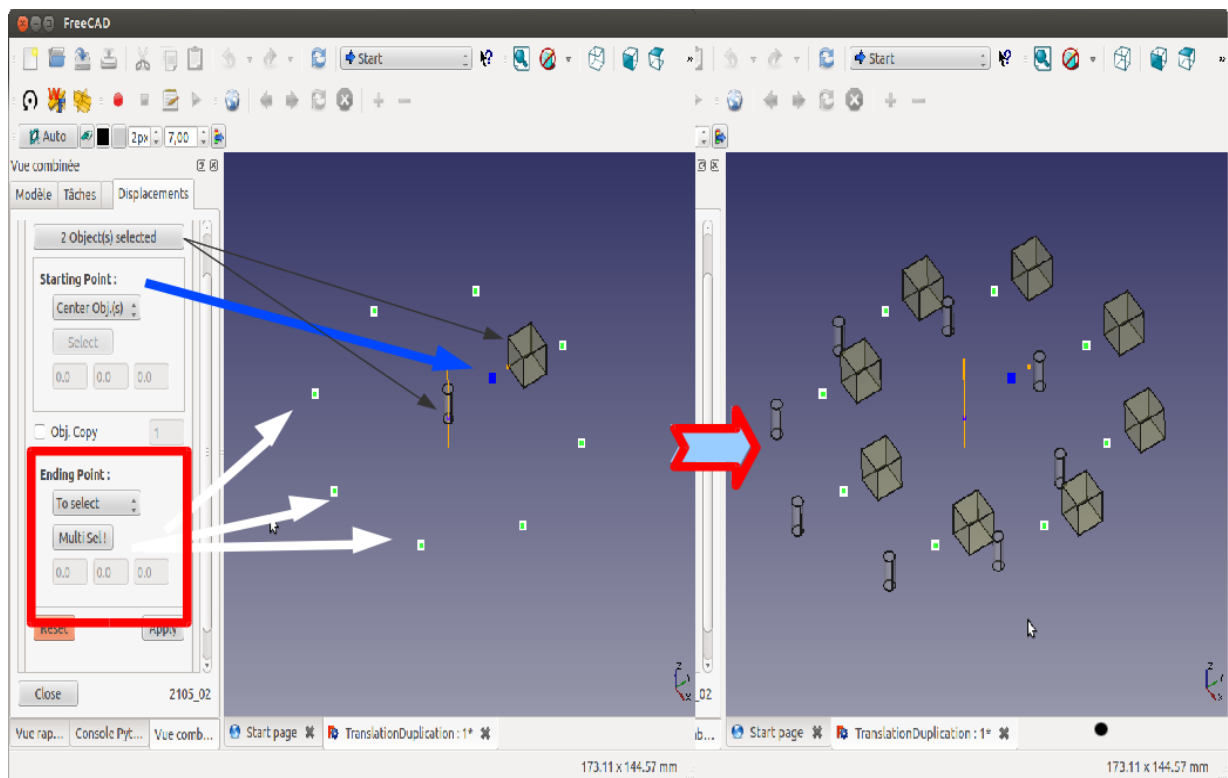 FreeCAD
Start
Start
Auto
2px
7,00
Vue combinée
Modèle
Tâches
Displacements
2 Object(s) selected
Starting Point :
Center Obj.(s)
Select
0.0
0.0
0.0
Obj. Copy
1
Ending Point :
To select
Multi Sel!
0.0
0.0
0.0
Reset
Apply
Close
2105_02
_02
z
y
x
z
y
x
Vue rap...
Console Pyt...
Vue comb...
Start page
TranslationDuplication : 1*
b...
Start page
TranslationDuplication : 1*
173.11 x 144.57 mm
173.11 x 144.57 mm